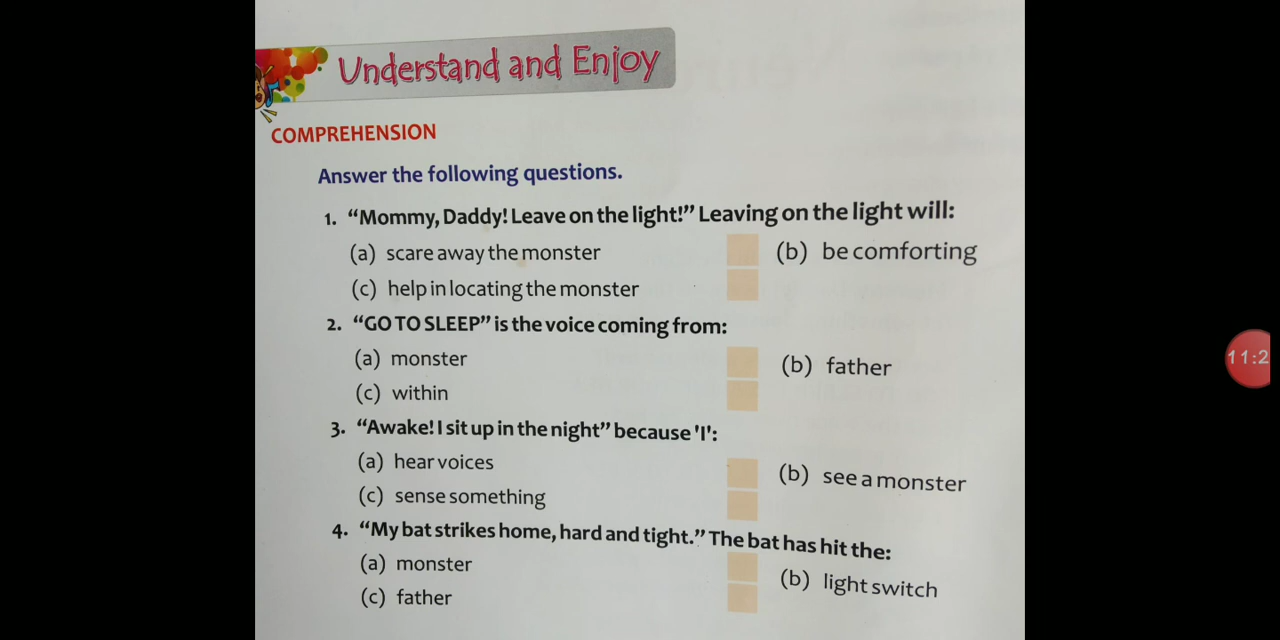 Understand and Enjoy
COMPREHENSION
Answer the following questions.
1. “Mommy, Daddy! Leave on the light!” Leaving on the light will:
(a) scare away the monster (b) be comforting
(c) help in locating the monster
2. “GO TO SLEEP” is the voice coming from:
(a) monster (b) father
(c) within
3. “Awake! I sit up in the night” because 'I':
(a) hear voices (b) see a monster
(c) sense something
4. “My bat strikes home, hard and tight.” The bat has hit the:
(a) monster (b) light switch
(c) father
11:2